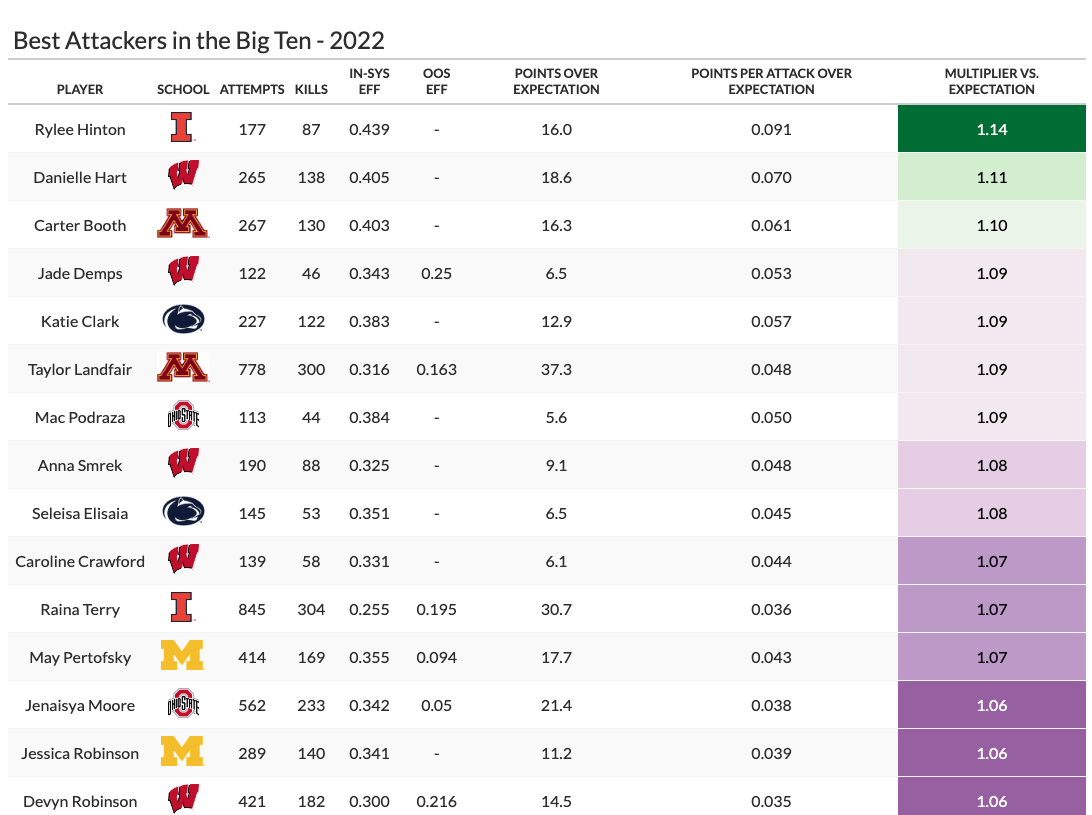 Best Attackers in the Big Ten - 2022
PLAYER SCHOOL ATTEMPTS KILLS IN-SYS EFF OOS EFF POINTS OVER EXPECTATION POINTS PER ATTACK OVER EXPECTATION MULTIPLIER VS. EXPECTATION
Rylee Hinton I 177 87 0.439 - 16.0 0.091 1.14
Danielle Hart W 265 138 0.405 - 18.6 0.070 1.11
Carter Booth M 267 130 0.403 - 16.3 0.061 1.10
Jade Demps W 122 46 0.343 0.25 6.5 0.053 1.09
Katie Clark 227 122 0.383 - 12.9 0.057 1.09
Taylor Landfair M 778 300 0.316 0.163 37.3 0.048 1.09
Mac Podraza OHIO STATE 113 44 0.384 - 5.6 0.050 1.09
Anna Smrek W 190 88 0.325 - 9.1 0.048 1.08
Seleisa Elisaia 145 53 0.351 - 6.5 0.045 1.08
Caroline Crawford W 139 58 0.331 - 6.1 0.044 1.07
Raina Terry I 845 304 0.255 0.195 30.7 0.036 1.07
May Pertofsky M 414 169 0.355 0.094 17.7 0.043 1.07
Jenaisya Moore OHIO STATE 562 233 0.342 0.05 21.4 0.038 1.06
Jessica Robinson M 289 140 0.341 - 11.2 0.039 1.06
Devyn Robinson W 421 182 0.300 0.216 14.5 0.035 1.06